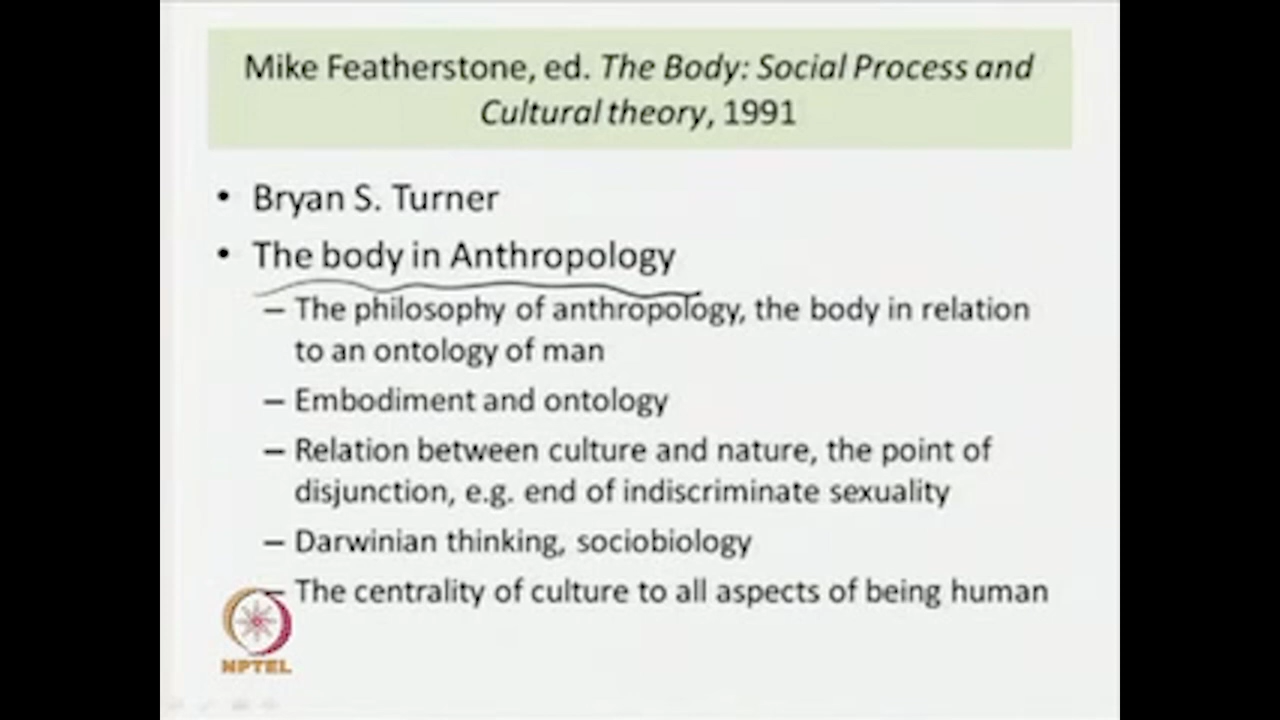 Mike Featherstone, ed. The Body: Social Process and
Cultural theory, 1991
• Bryan S. Turner
• The body in Anthropology
– The philosophy of anthropology, the body in relation
to an ontology of man
– Embodiment and ontology
– Relation between culture and nature, the point of
disjunction, e.g. end of indiscriminate sexuality
– Darwinian thinking, sociobiology
– The centrality of culture to all aspects of being human
NPTEL